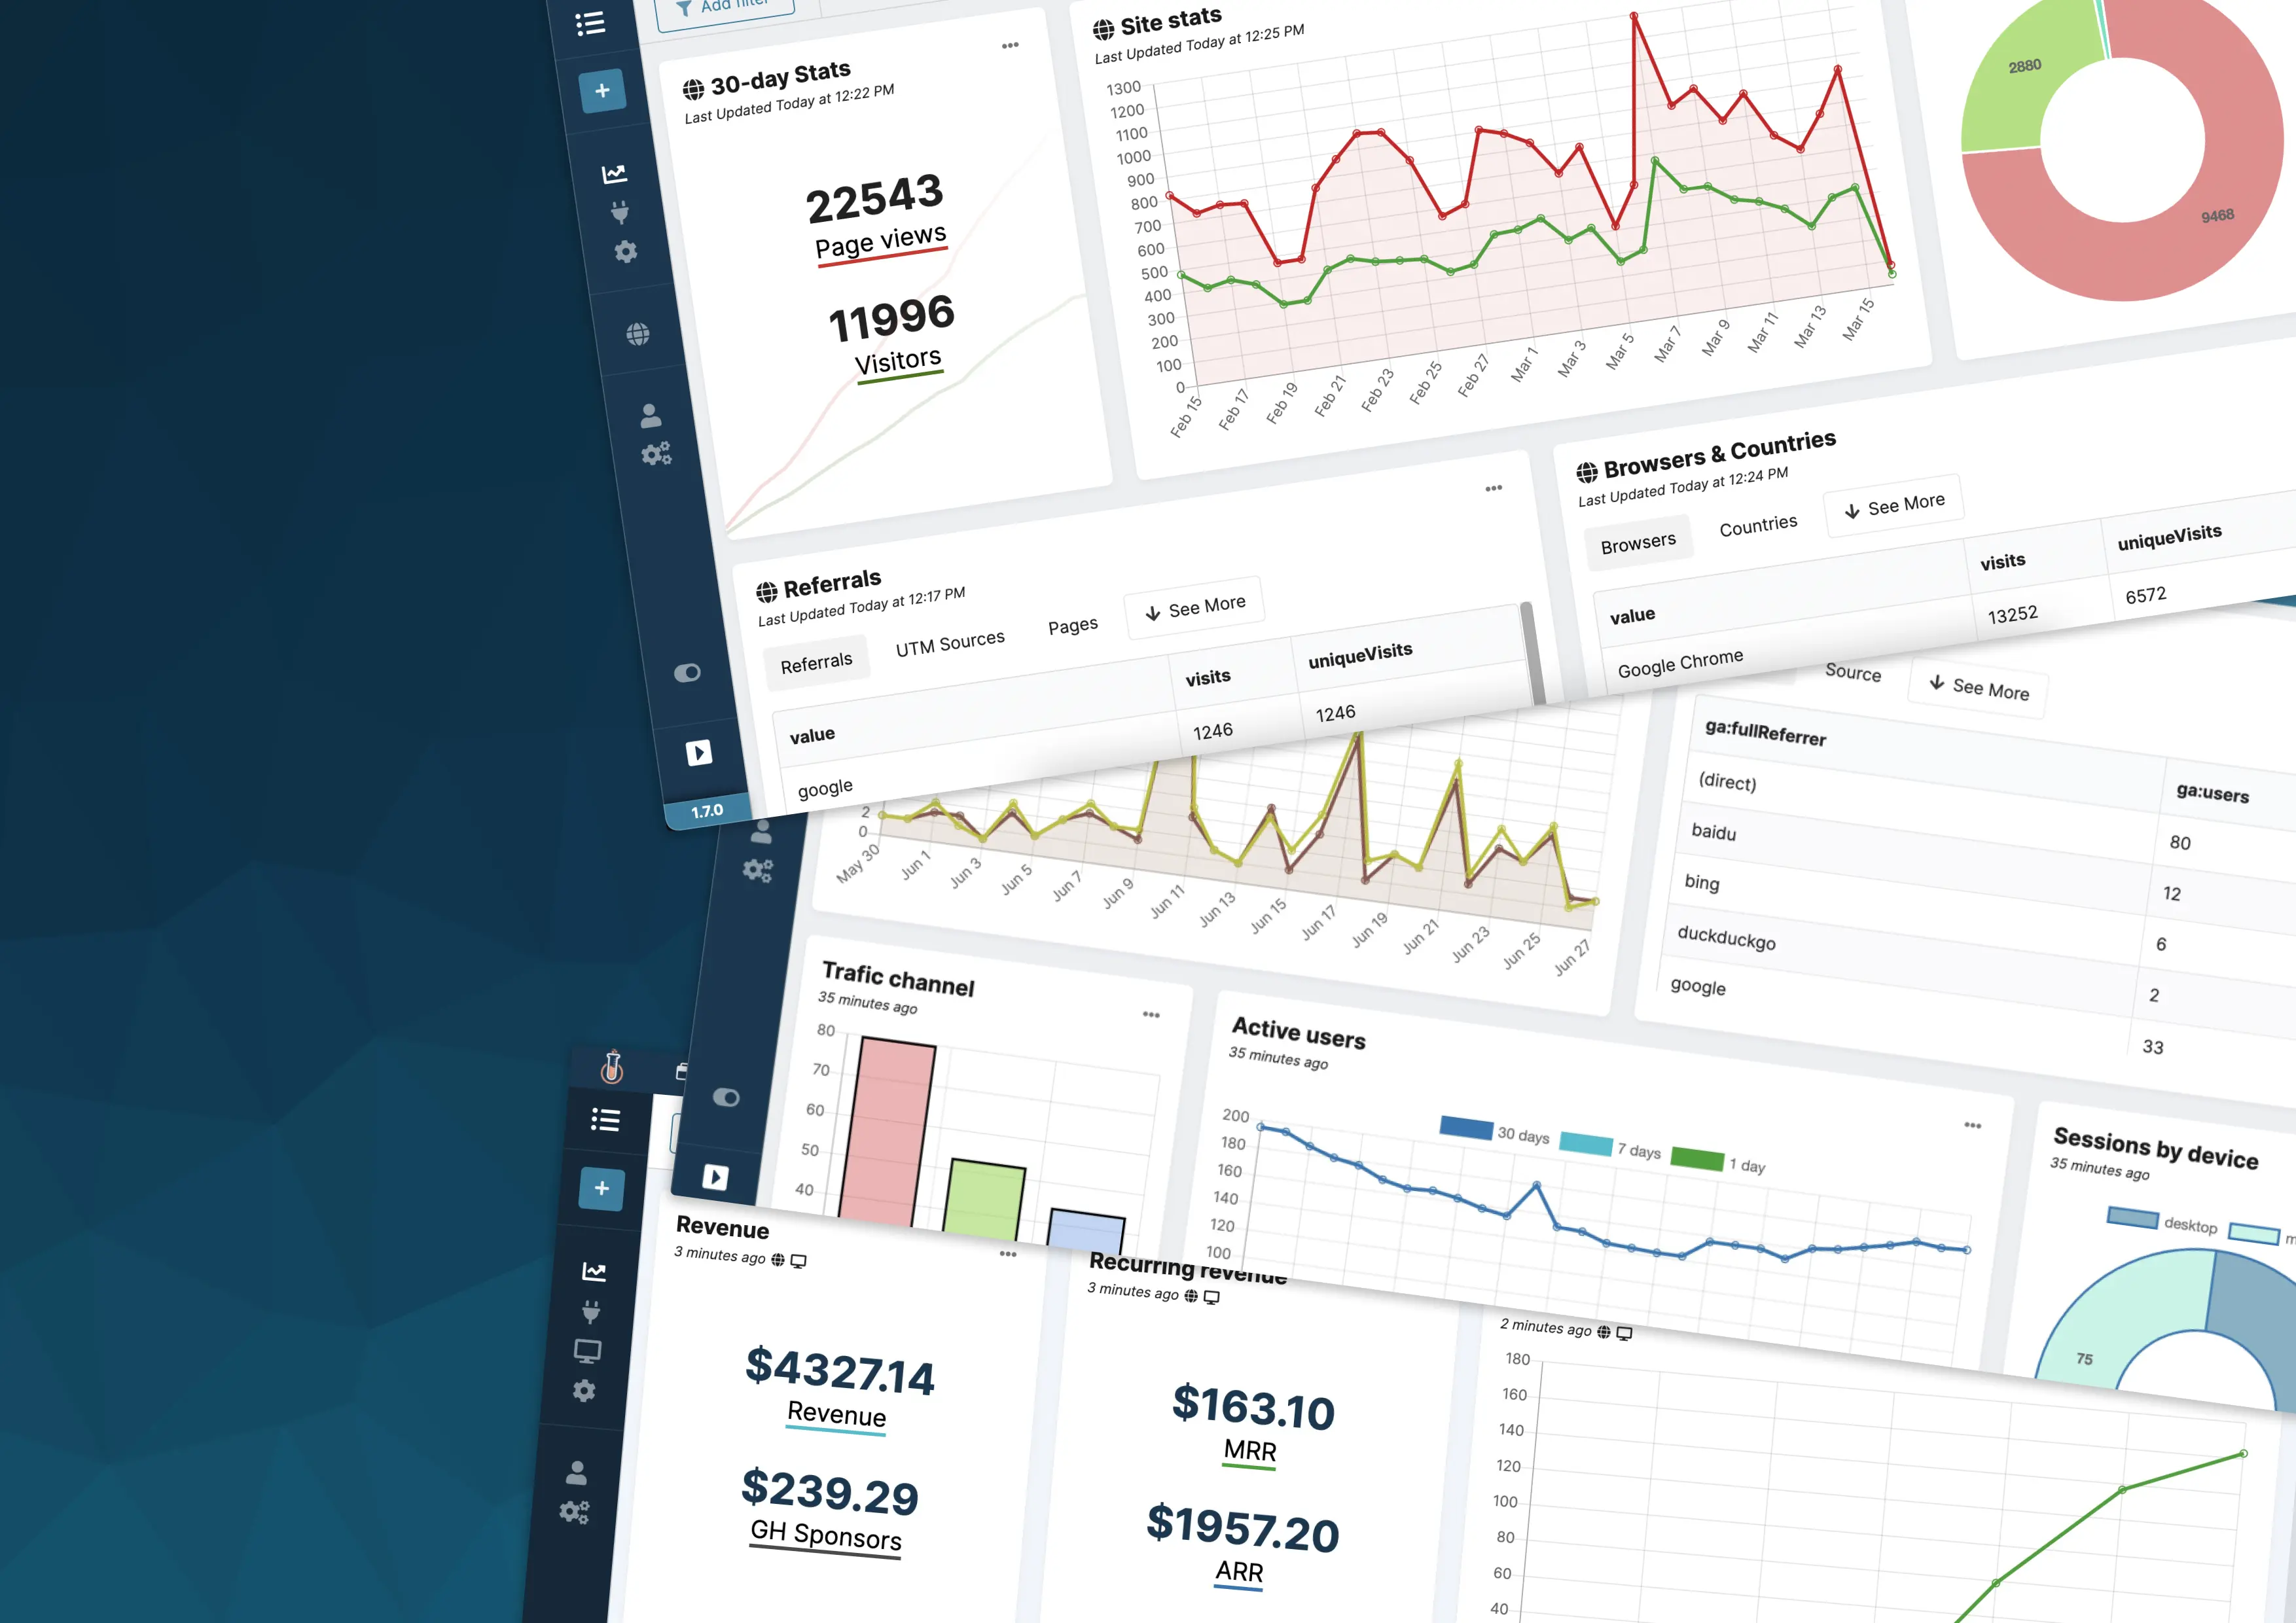 Add filter
30-day Stats
Last Updated Today at 12:22 PM
22543
Page views
11996
Visitors
Site stats
Last Updated Today at 12:25 PM
1300
1200
1100
1000
900
800
700
600
500
400
300
200
100
0
Feb 15
Feb 17
Feb 19
Feb 21
Feb 23
Feb 25
Feb 27
Mar 1
Mar 3
Mar 5
Mar 7
Mar 9
Mar 11
Mar 13
Mar 15
2880
9468
Referrals
Last Updated Today at 12:17 PM
Referrals UTM Sources Pages See More
value visits uniqueVisits
google 1246 1246
Browsers & Countries
Last Updated Today at 12:24 PM
Browsers Countries See More
value visits uniqueVisits
Google Chrome 13252 6572
1.7.0
2
0
May 30
Jun 1
Jun 3
Jun 5
Jun 7
Jun 9
Jun 11
Jun 13
Jun 15
Jun 17
Jun 19
Jun 21
Jun 23
Jun 25
Jun 27
Source See More
ga:fullReferrer ga:users
(direct) 80
baidu 12
bing 6
duckduckgo 2
google 33
Trafic channel
35 minutes ago
80
70
60
50
40
Active users
35 minutes ago
30 days 7 days 1 day
200
180
160
140
120
100
Sessions by device
35 minutes ago
desktop
75
Revenue
3 minutes ago
$4327.14
Revenue
$239.29
GH Sponsors
Recurring revenue
3 minutes ago
$163.10
MRR
$1957.20
ARR
2 minutes ago
180
160
140
120
100
80
60
40